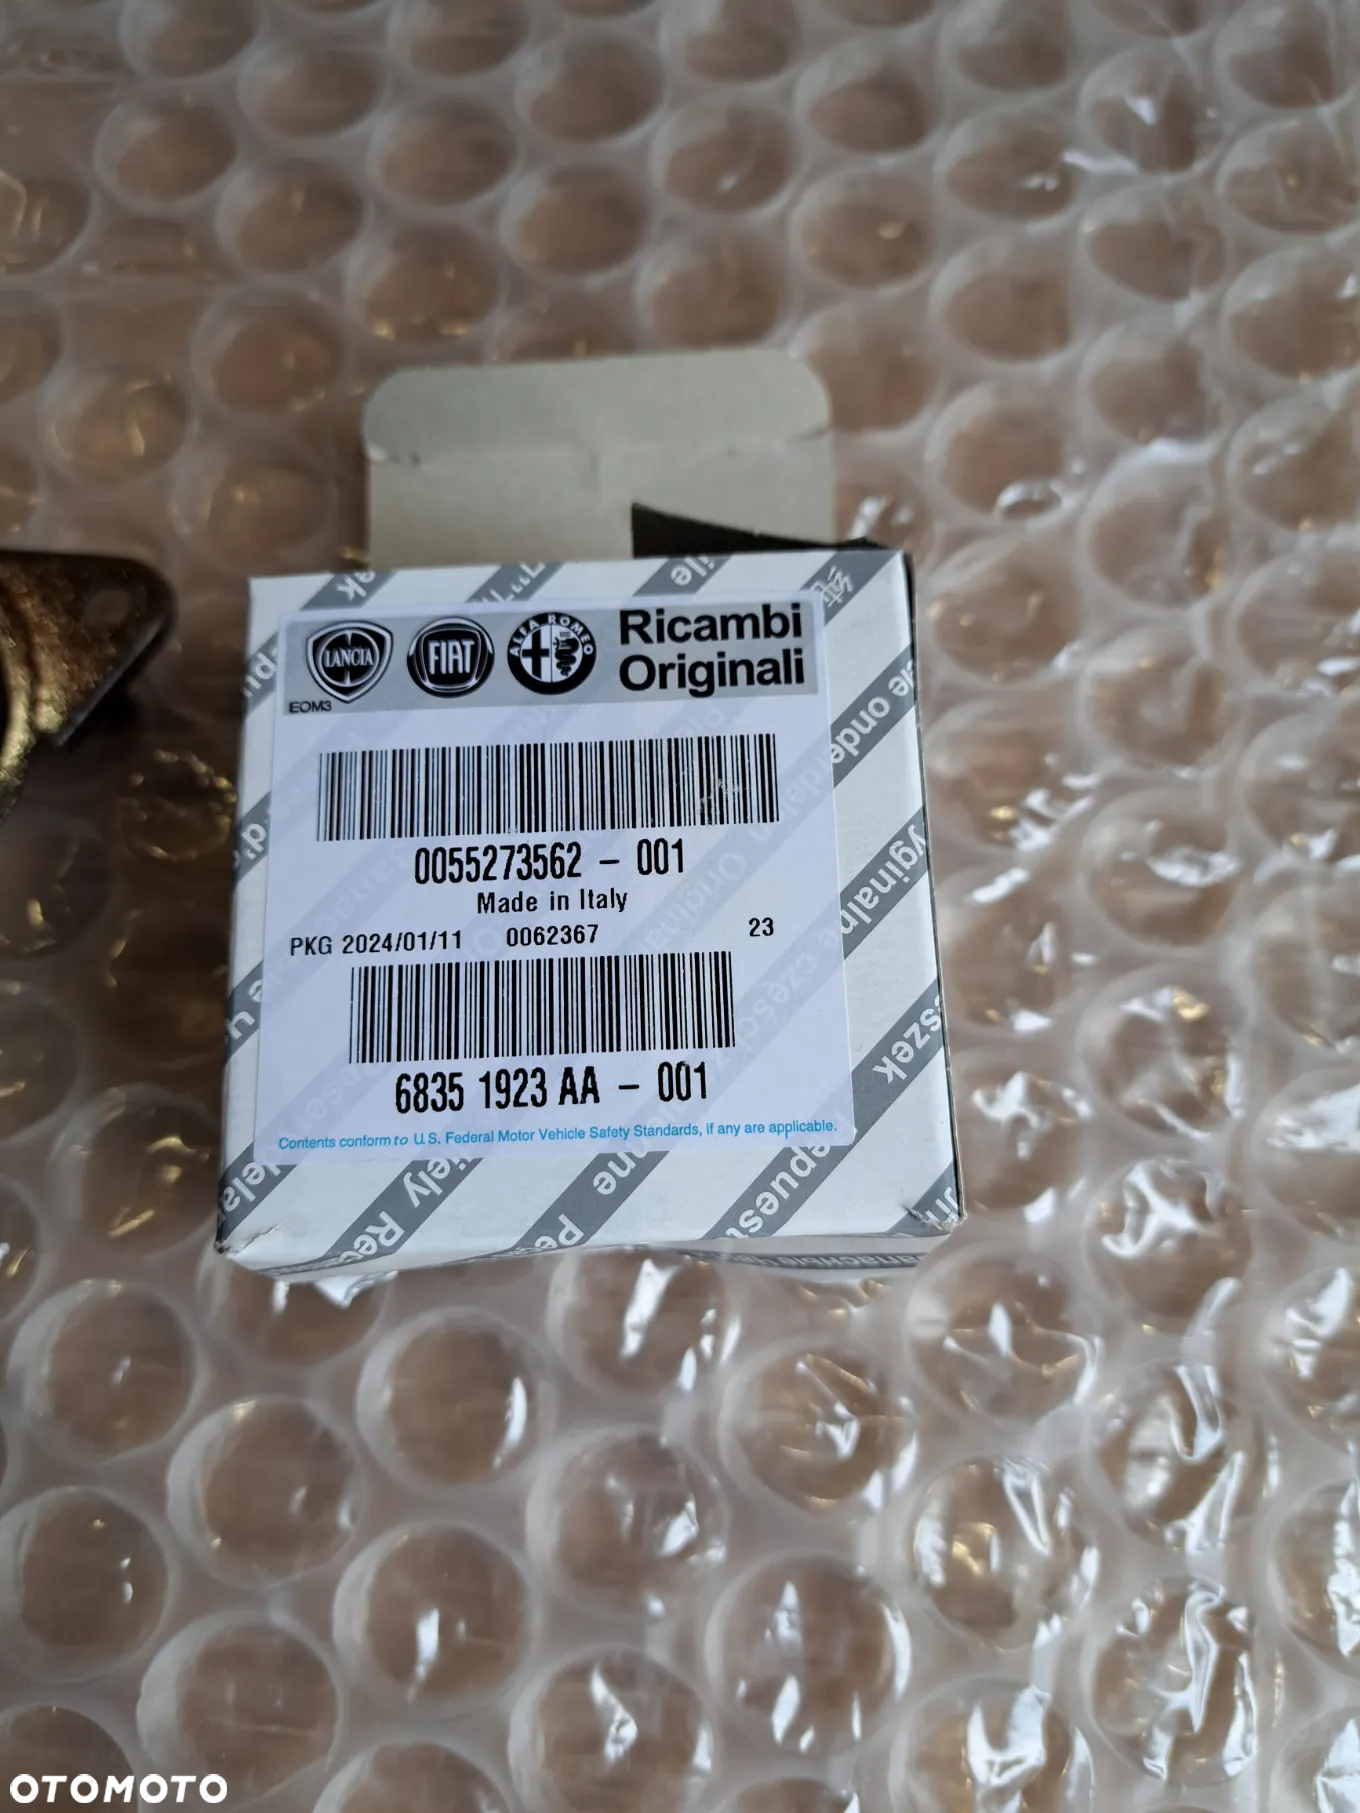 LANCIA
FIAT
ALFA ROMEO
Ricambi
Originali
EOM3
0055273562 - 001
Made in Italy
PKG 2024/01/11 0062367 23
6835 1923 AA - 001
Contents conform to U.S. Federal Motor Vehicle Safety Standards, if any are applicable.
OTOMOTO